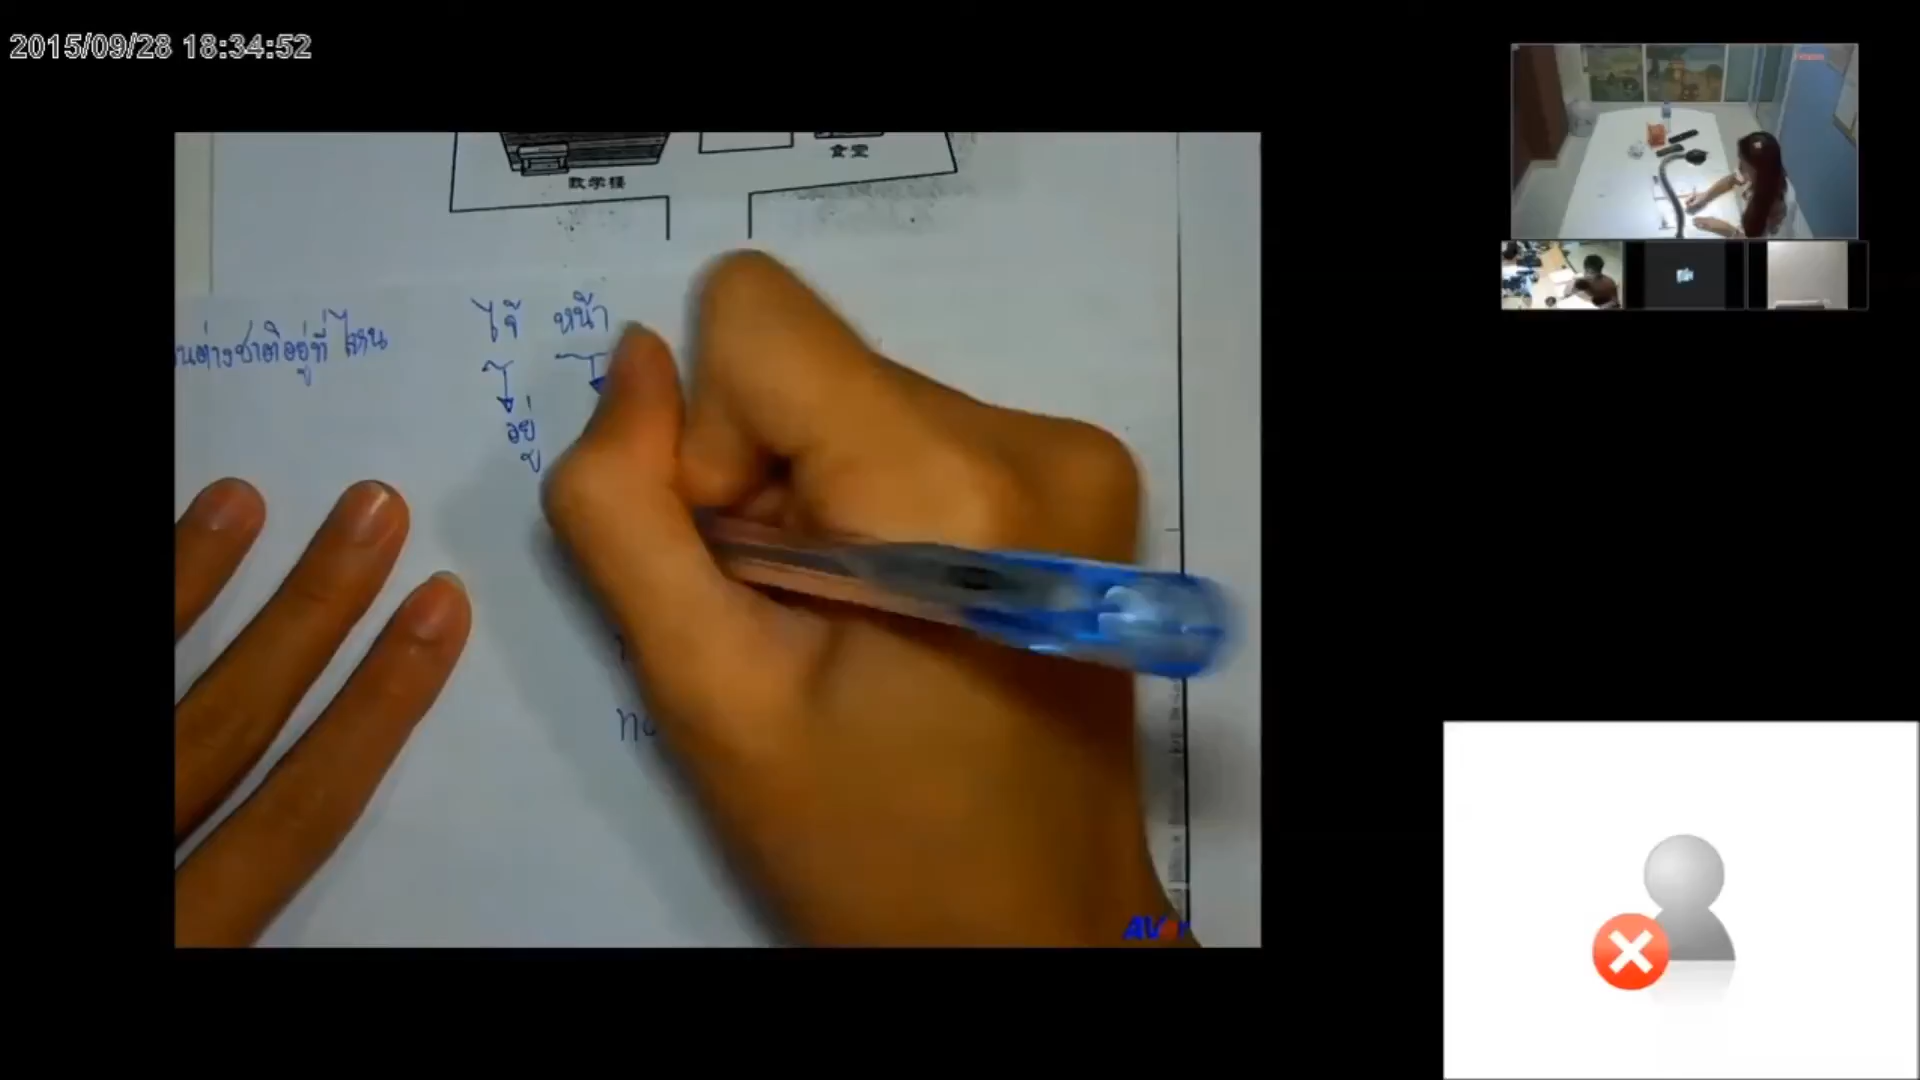 2015/09/28 18:34:52
食堂
教学楼
นต่างชาติอยู่ที่ไหน
ไจ้ หน้า
อยู่
AVer